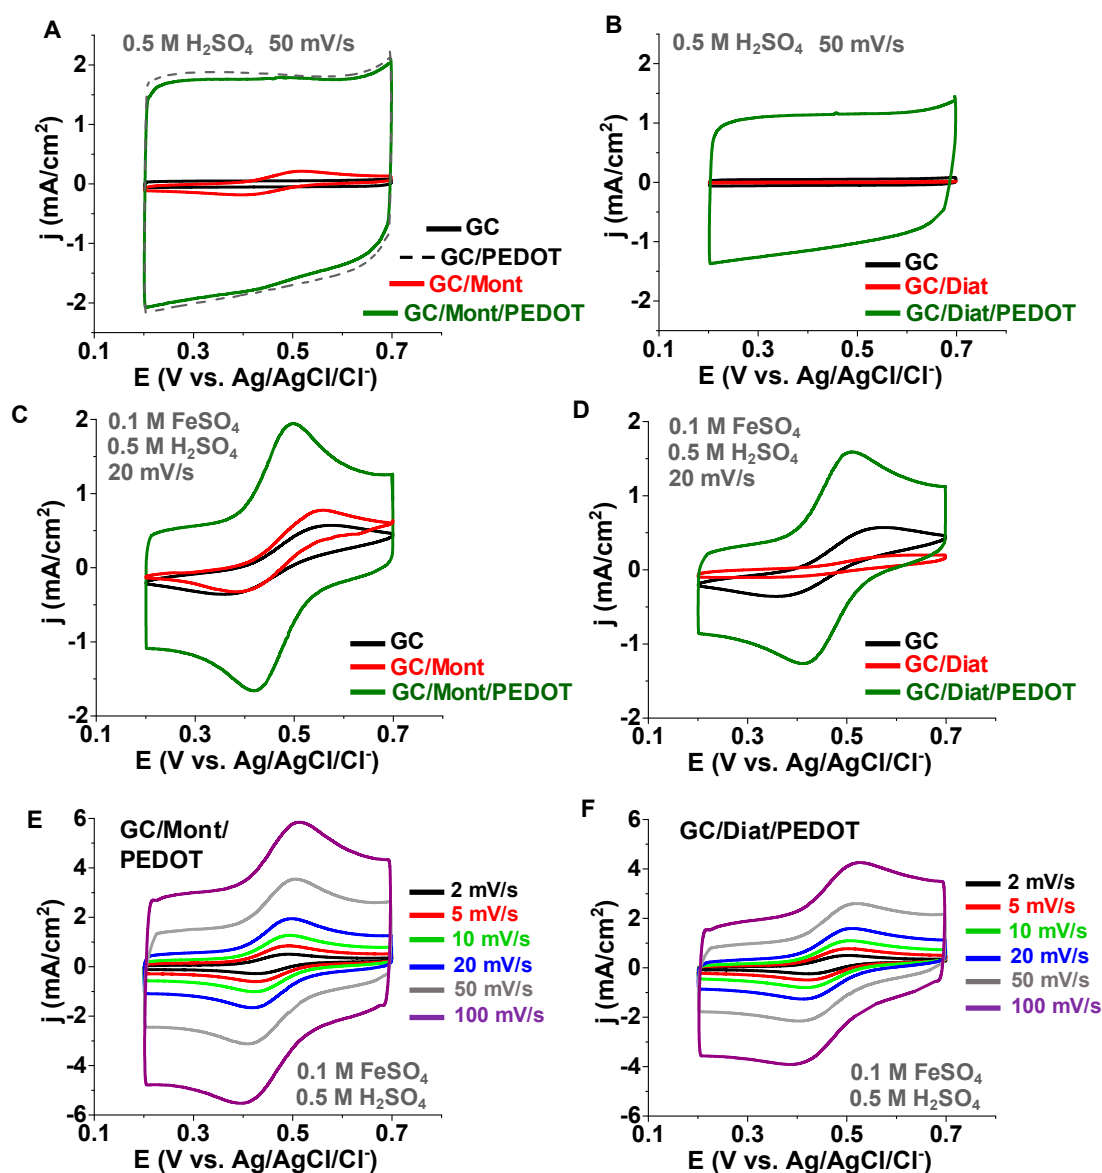 A
0.5 M H₂SO₄ 50 mV/s
j (mA/cm²)
2
1
0
-1
-2
GC
GC/PEDOT
GC/Mont
GC/Mont/PEDOT
0.1 0.3 0.5 0.7
E (V vs. Ag/AgCl/Cl⁻)
B
0.5 M H₂SO₄ 50 mV/s
j (mA/cm²)
2
1
0
-1
-2
GC
GC/Diat
GC/Diat/PEDOT
0.1 0.3 0.5 0.7
E (V vs. Ag/AgCl/Cl⁻)
C
0.1 M FeSO₄
0.5 M H₂SO₄
20 mV/s
j (mA/cm²)
2
1
0
-1
-2
GC
GC/Mont
GC/Mont/PEDOT
0.1 0.3 0.5 0.7
E (V vs. Ag/AgCl/Cl⁻)
D
0.1 M FeSO₄
0.5 M H₂SO₄
20 mV/s
j (mA/cm²)
2
1
0
-1
-2
GC
GC/Diat
GC/Diat/PEDOT
0.1 0.3 0.5 0.7
E (V vs. Ag/AgCl/Cl⁻)
E
GC/Mont/
PEDOT
j (mA/cm²)
6
4
2
0
-2
-4
-6
2 mV/s
5 mV/s
10 mV/s
20 mV/s
50 mV/s
100 mV/s
0.1 M FeSO₄
0.5 M H₂SO₄
0.1 0.3 0.5 0.7
E (V vs. Ag/AgCl/Cl⁻)
F
GC/Diat/PEDOT
j (mA/cm²)
6
4
2
0
-2
-4
-6
2 mV/s
5 mV/s
10 mV/s
20 mV/s
50 mV/s
100 mV/s
0.1 M FeSO₄
0.5 M H₂SO₄
0.1 0.3 0.5 0.7
E (V vs. Ag/AgCl/Cl⁻)